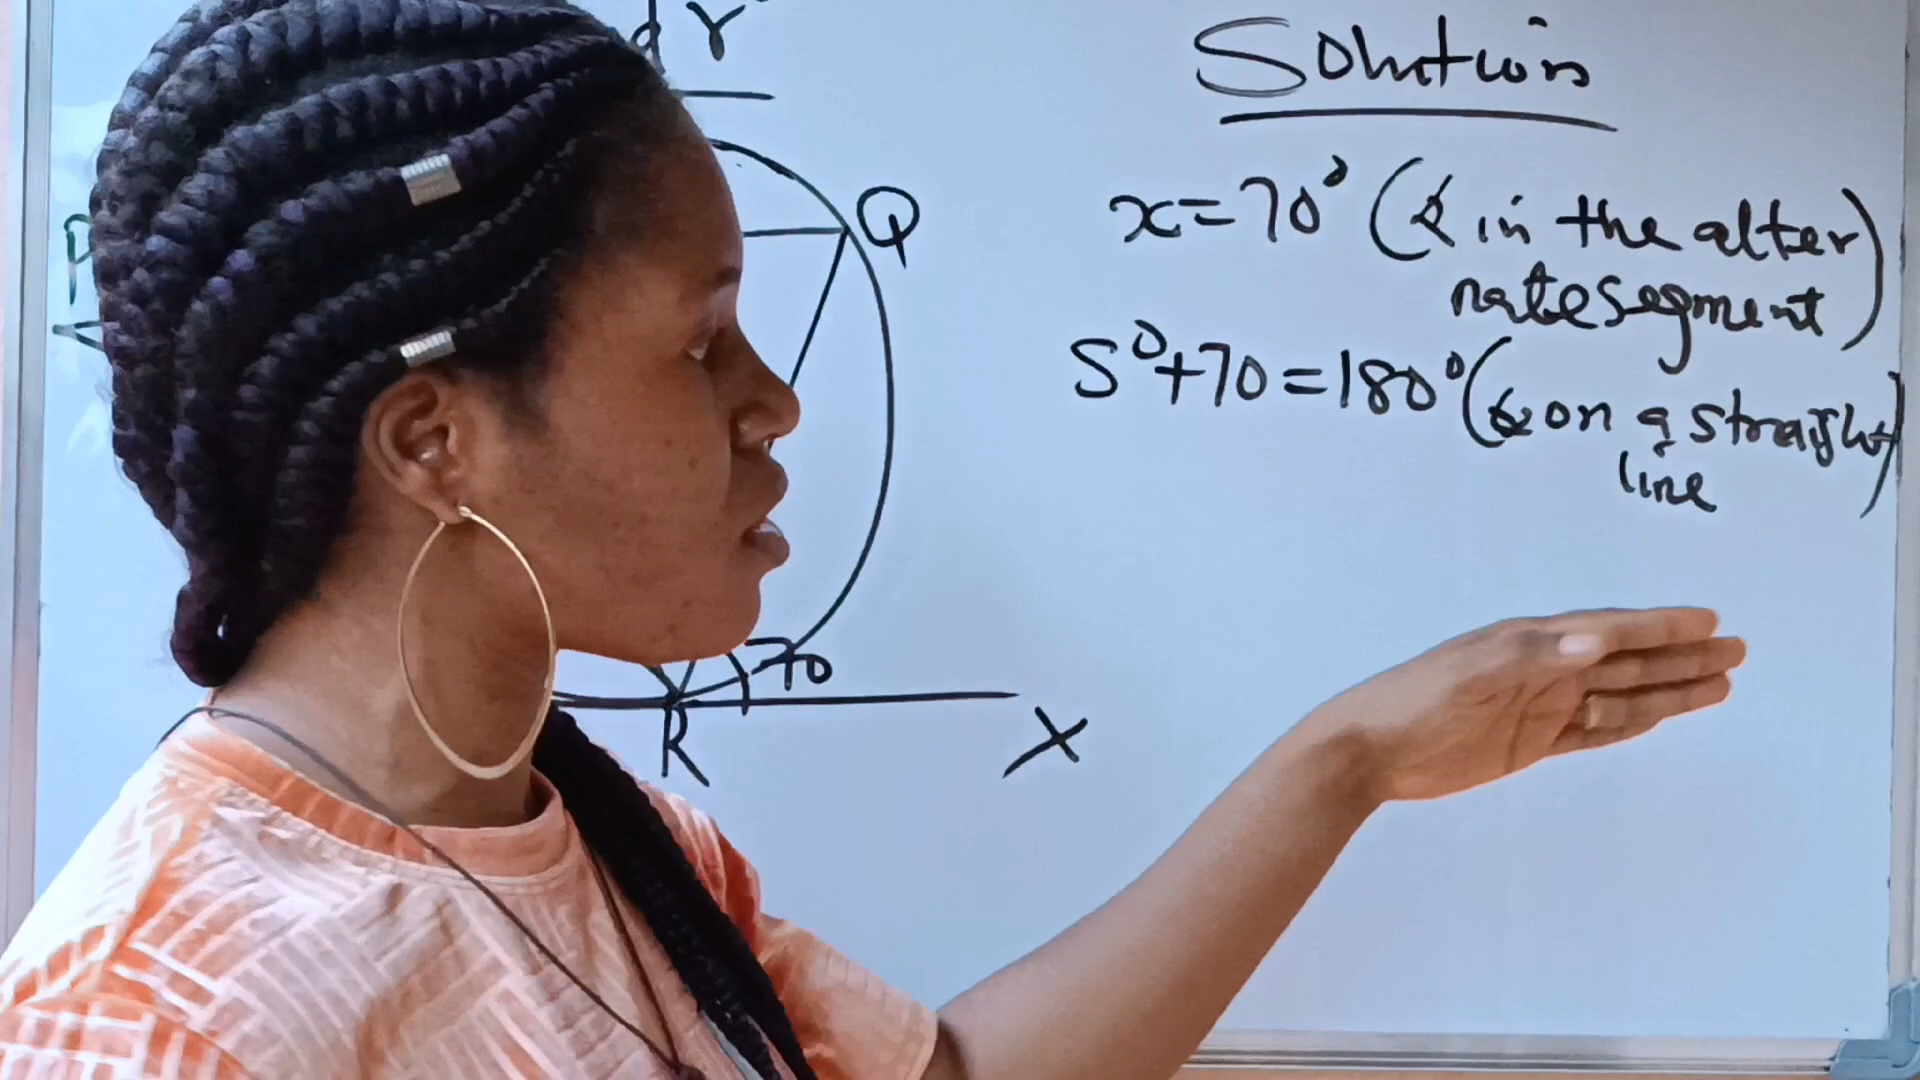 d r
Solution
x=70° (∢ in the alter
nate segment)
S°+70=180° (∢ on a straight
line)
P
Q
70
R
X